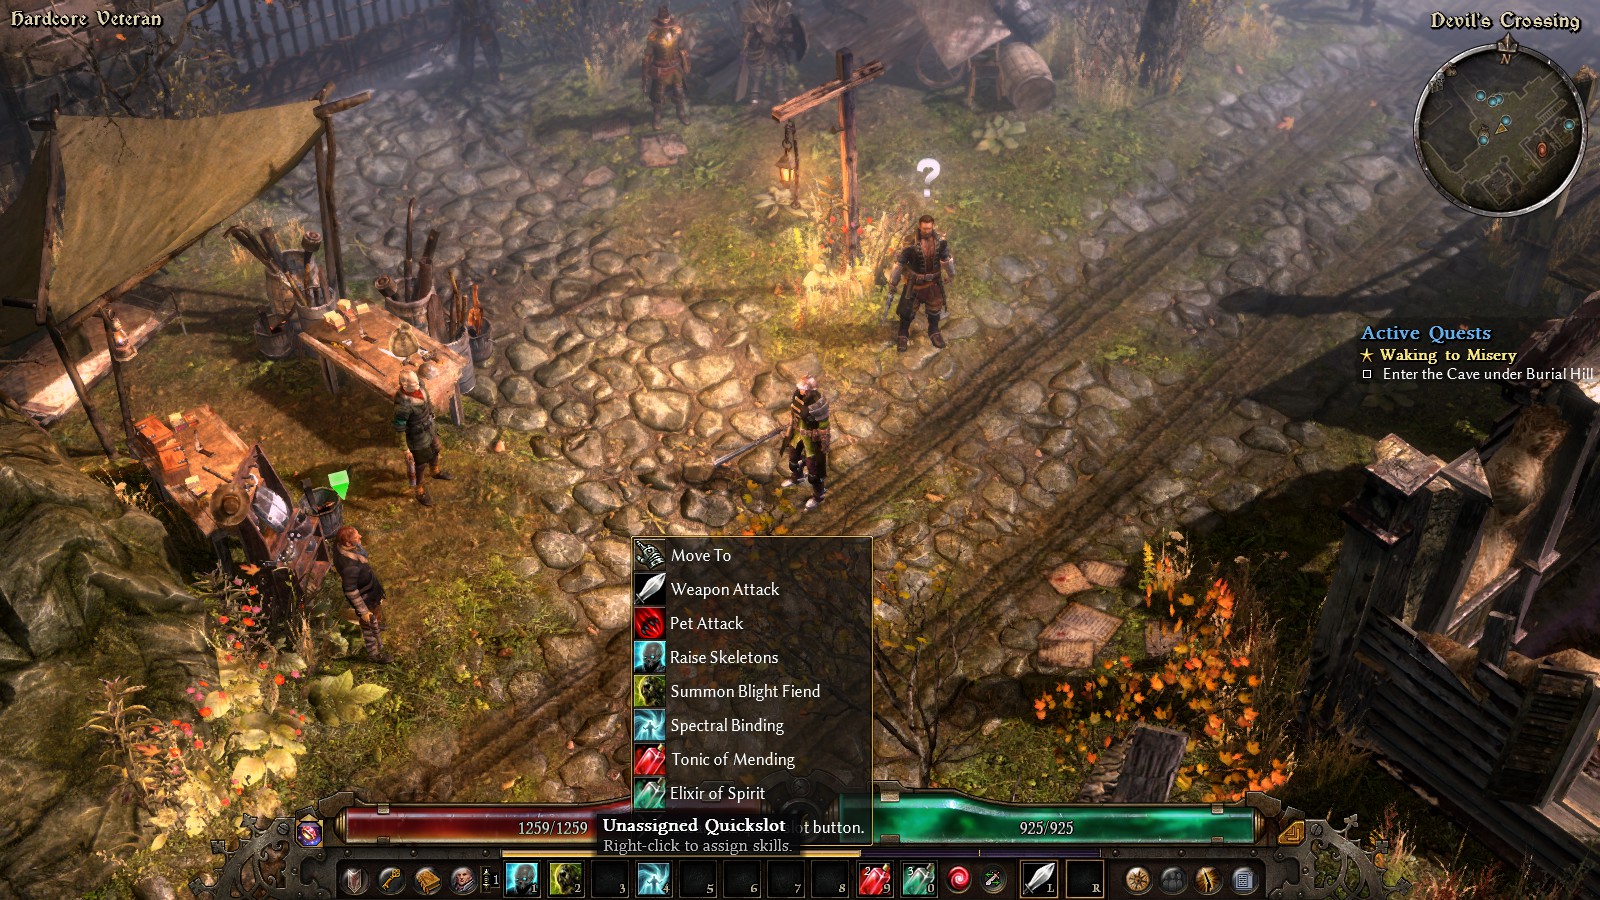 Hardcore Veteran
Devil's Crossing
N
?
Active Quests
Waking to Misery
Enter the Cave under Burial Hill
Move To
Weapon Attack
Pet Attack
Raise Skeletons
Summon Blight Fiend
Spectral Binding
Tonic of Mending
Elixir of Spirit
button.
Unassigned Quickslot
Right-click to assign skills.
1259/1259
925/925
1
1
2
3
4
5
6
7
8
9
0
L
R